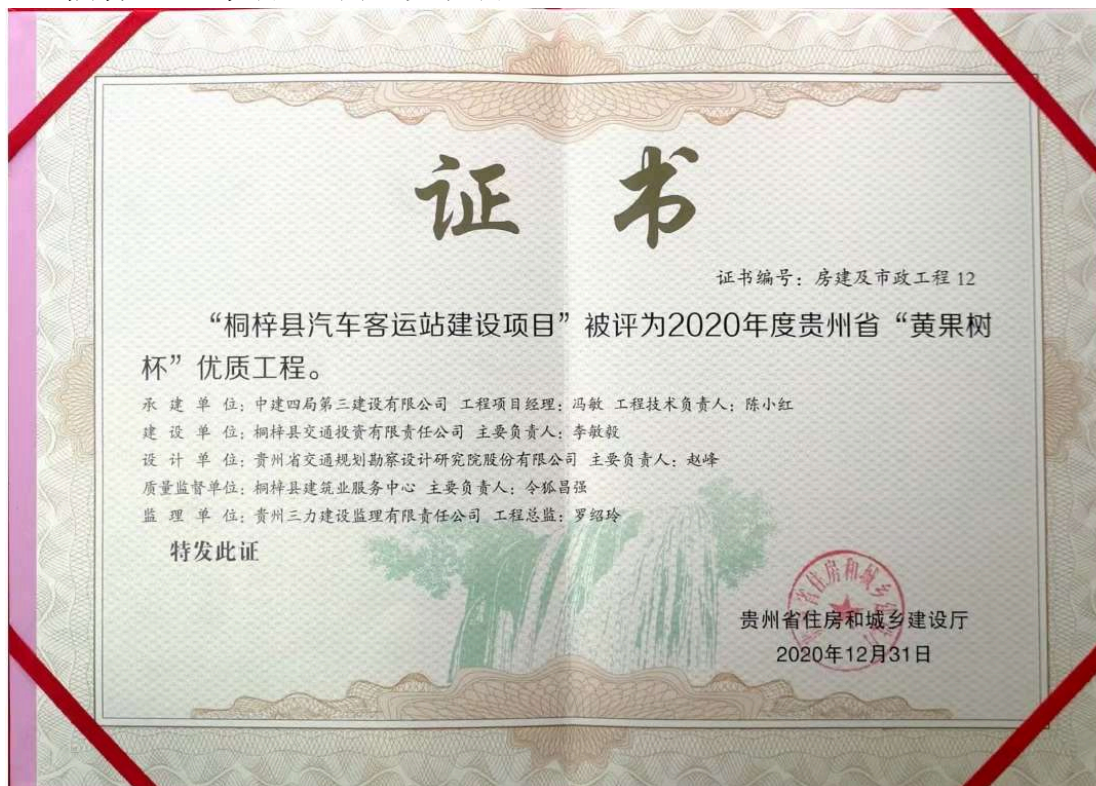 证 书
证书编号：房建及市政工程 12
“桐梓县汽车客运站建设项目”被评为2020年度贵州省“黄果树
杯”优质工程。
承 建 单 位：中建四局第三建设有限公司 工程项目经理：冯敏 工程技术负责人：陈小红
建 设 单 位：桐梓县交通投资有限责任公司 主要负责人：李敏毅
设 计 单 位：贵州省交通规划勘察设计研究院股份有限公司 主要负责人：赵峰
质量监督单位：桐梓县建筑业服务中心 主要负责人：令狐昌强
监 理 单 位：贵州三力建设监理有限责任公司 工程总监：罗绍玲
特发此证
贵州省住房和城乡建设厅
2020年12月31日